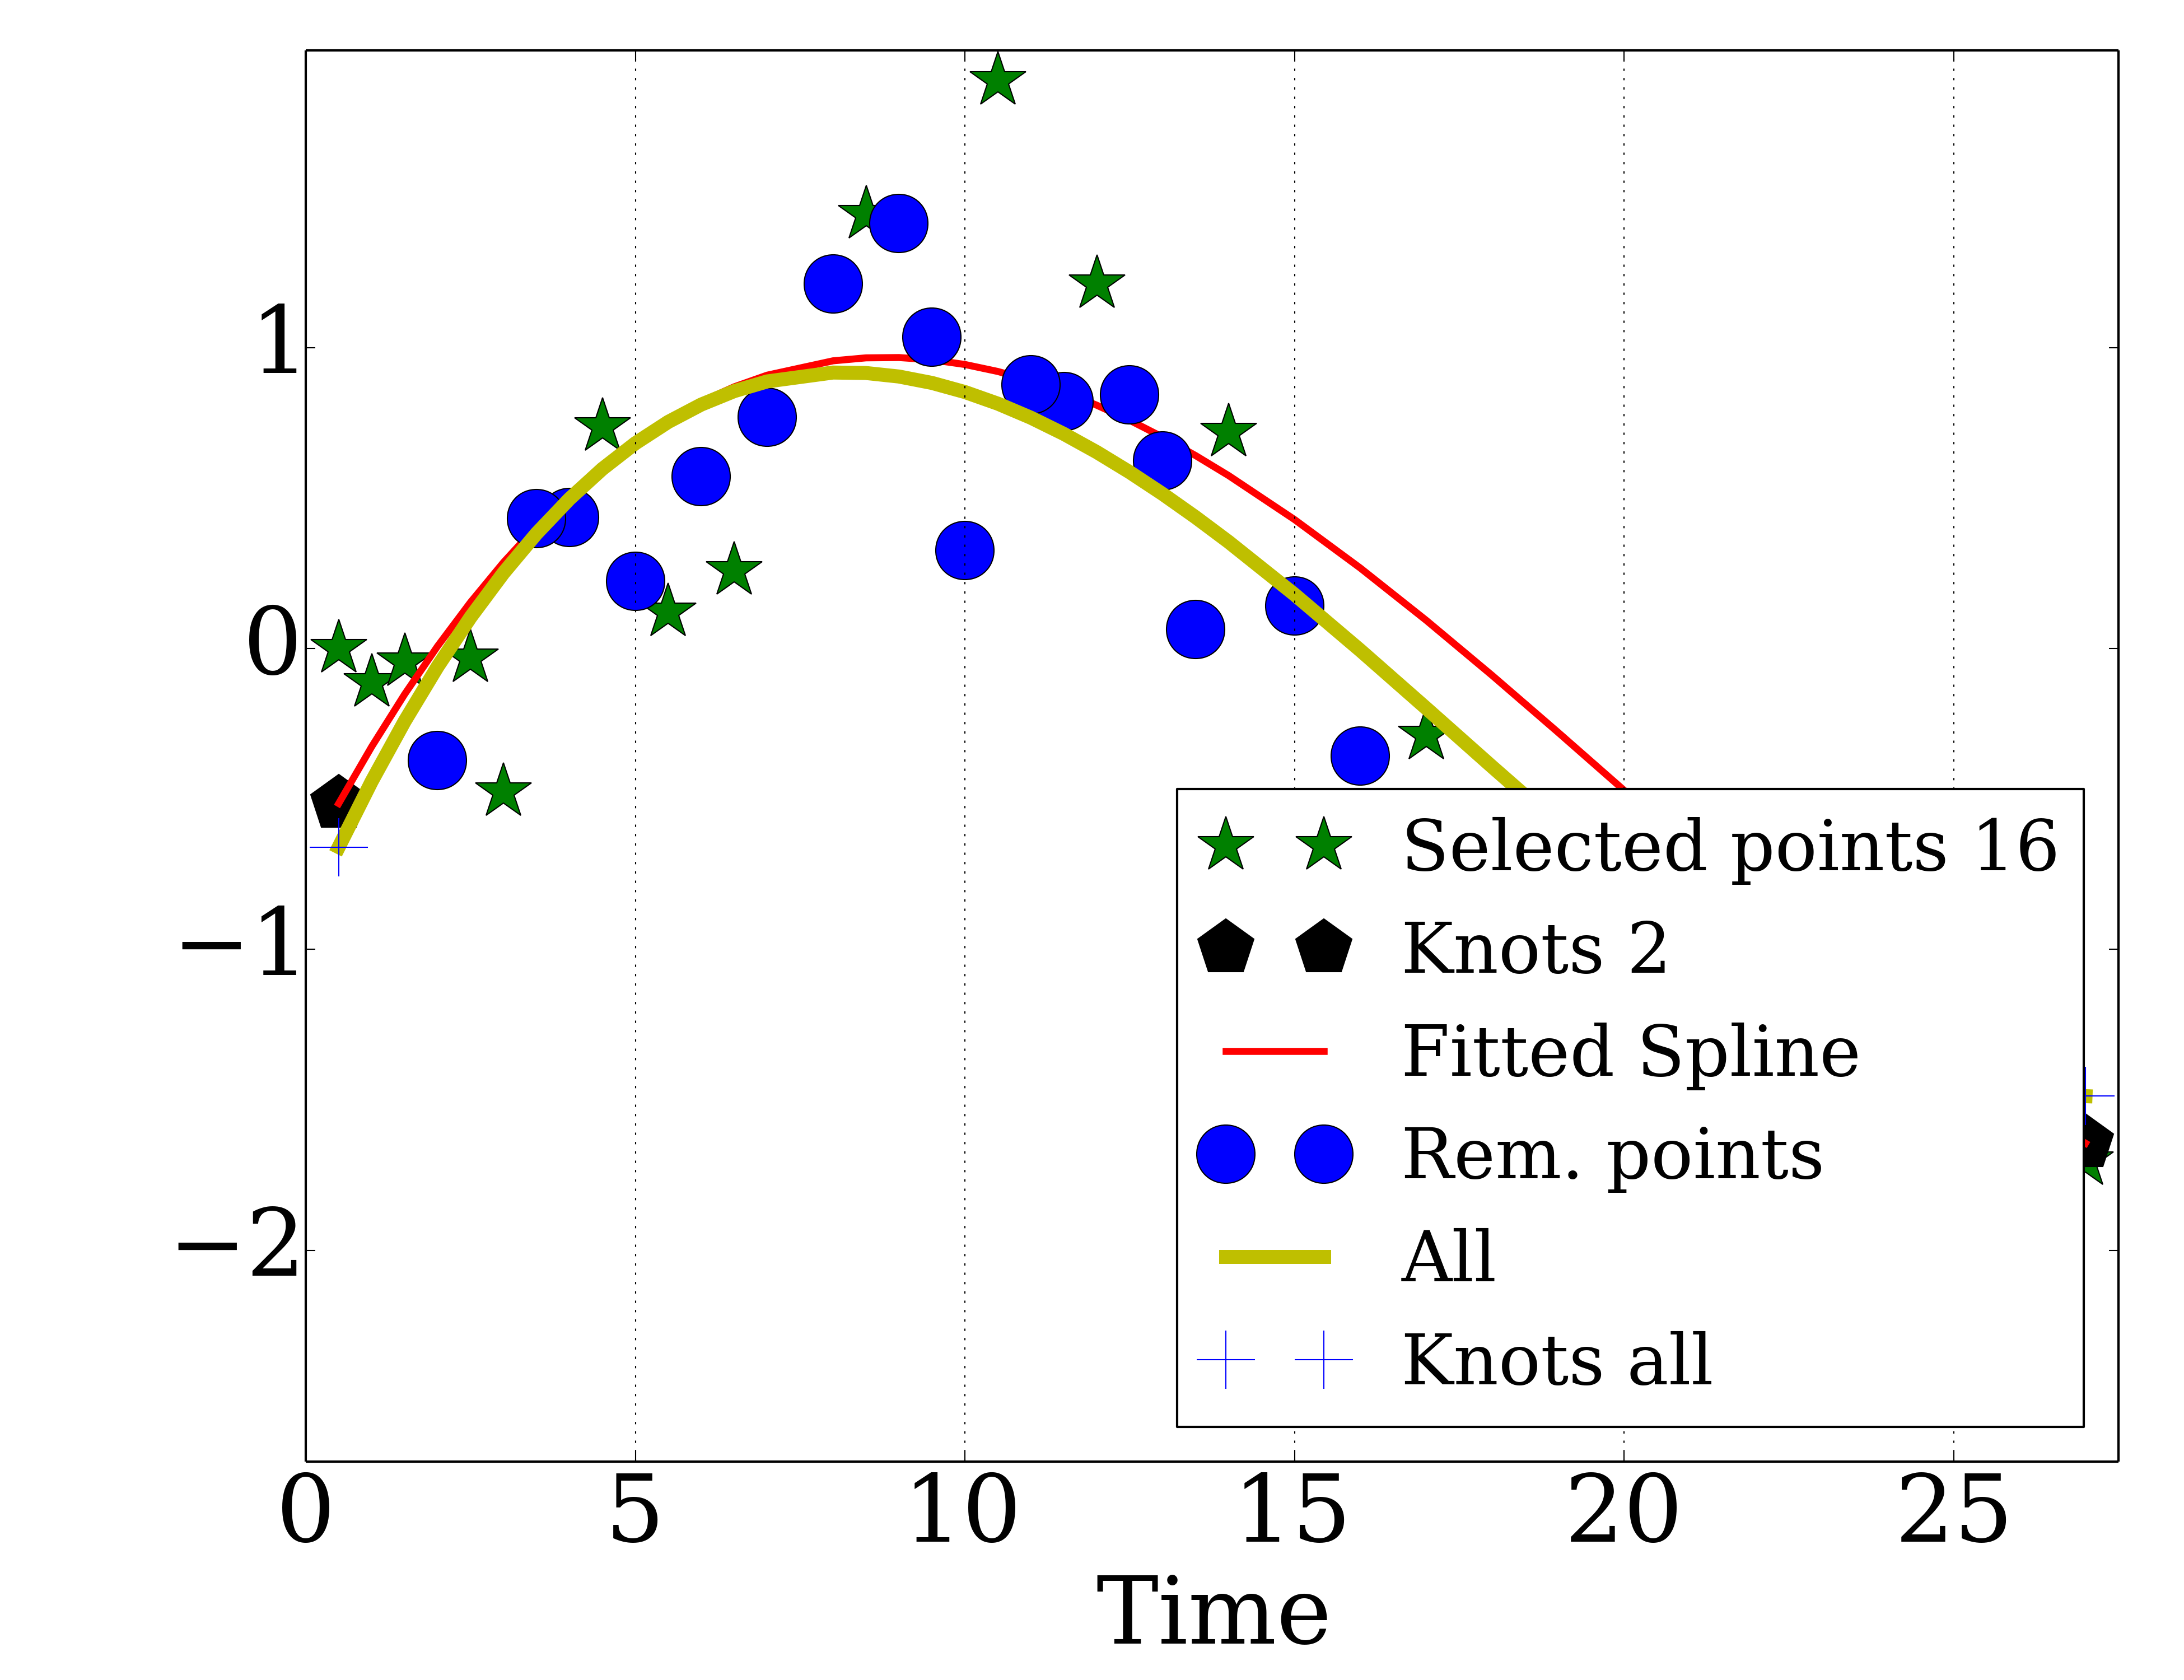 1
0
−1
−2
Selected points 16
Knots 2
Fitted Spline
Rem. points
All
Knots all
0 5 10 15 20 25
Time